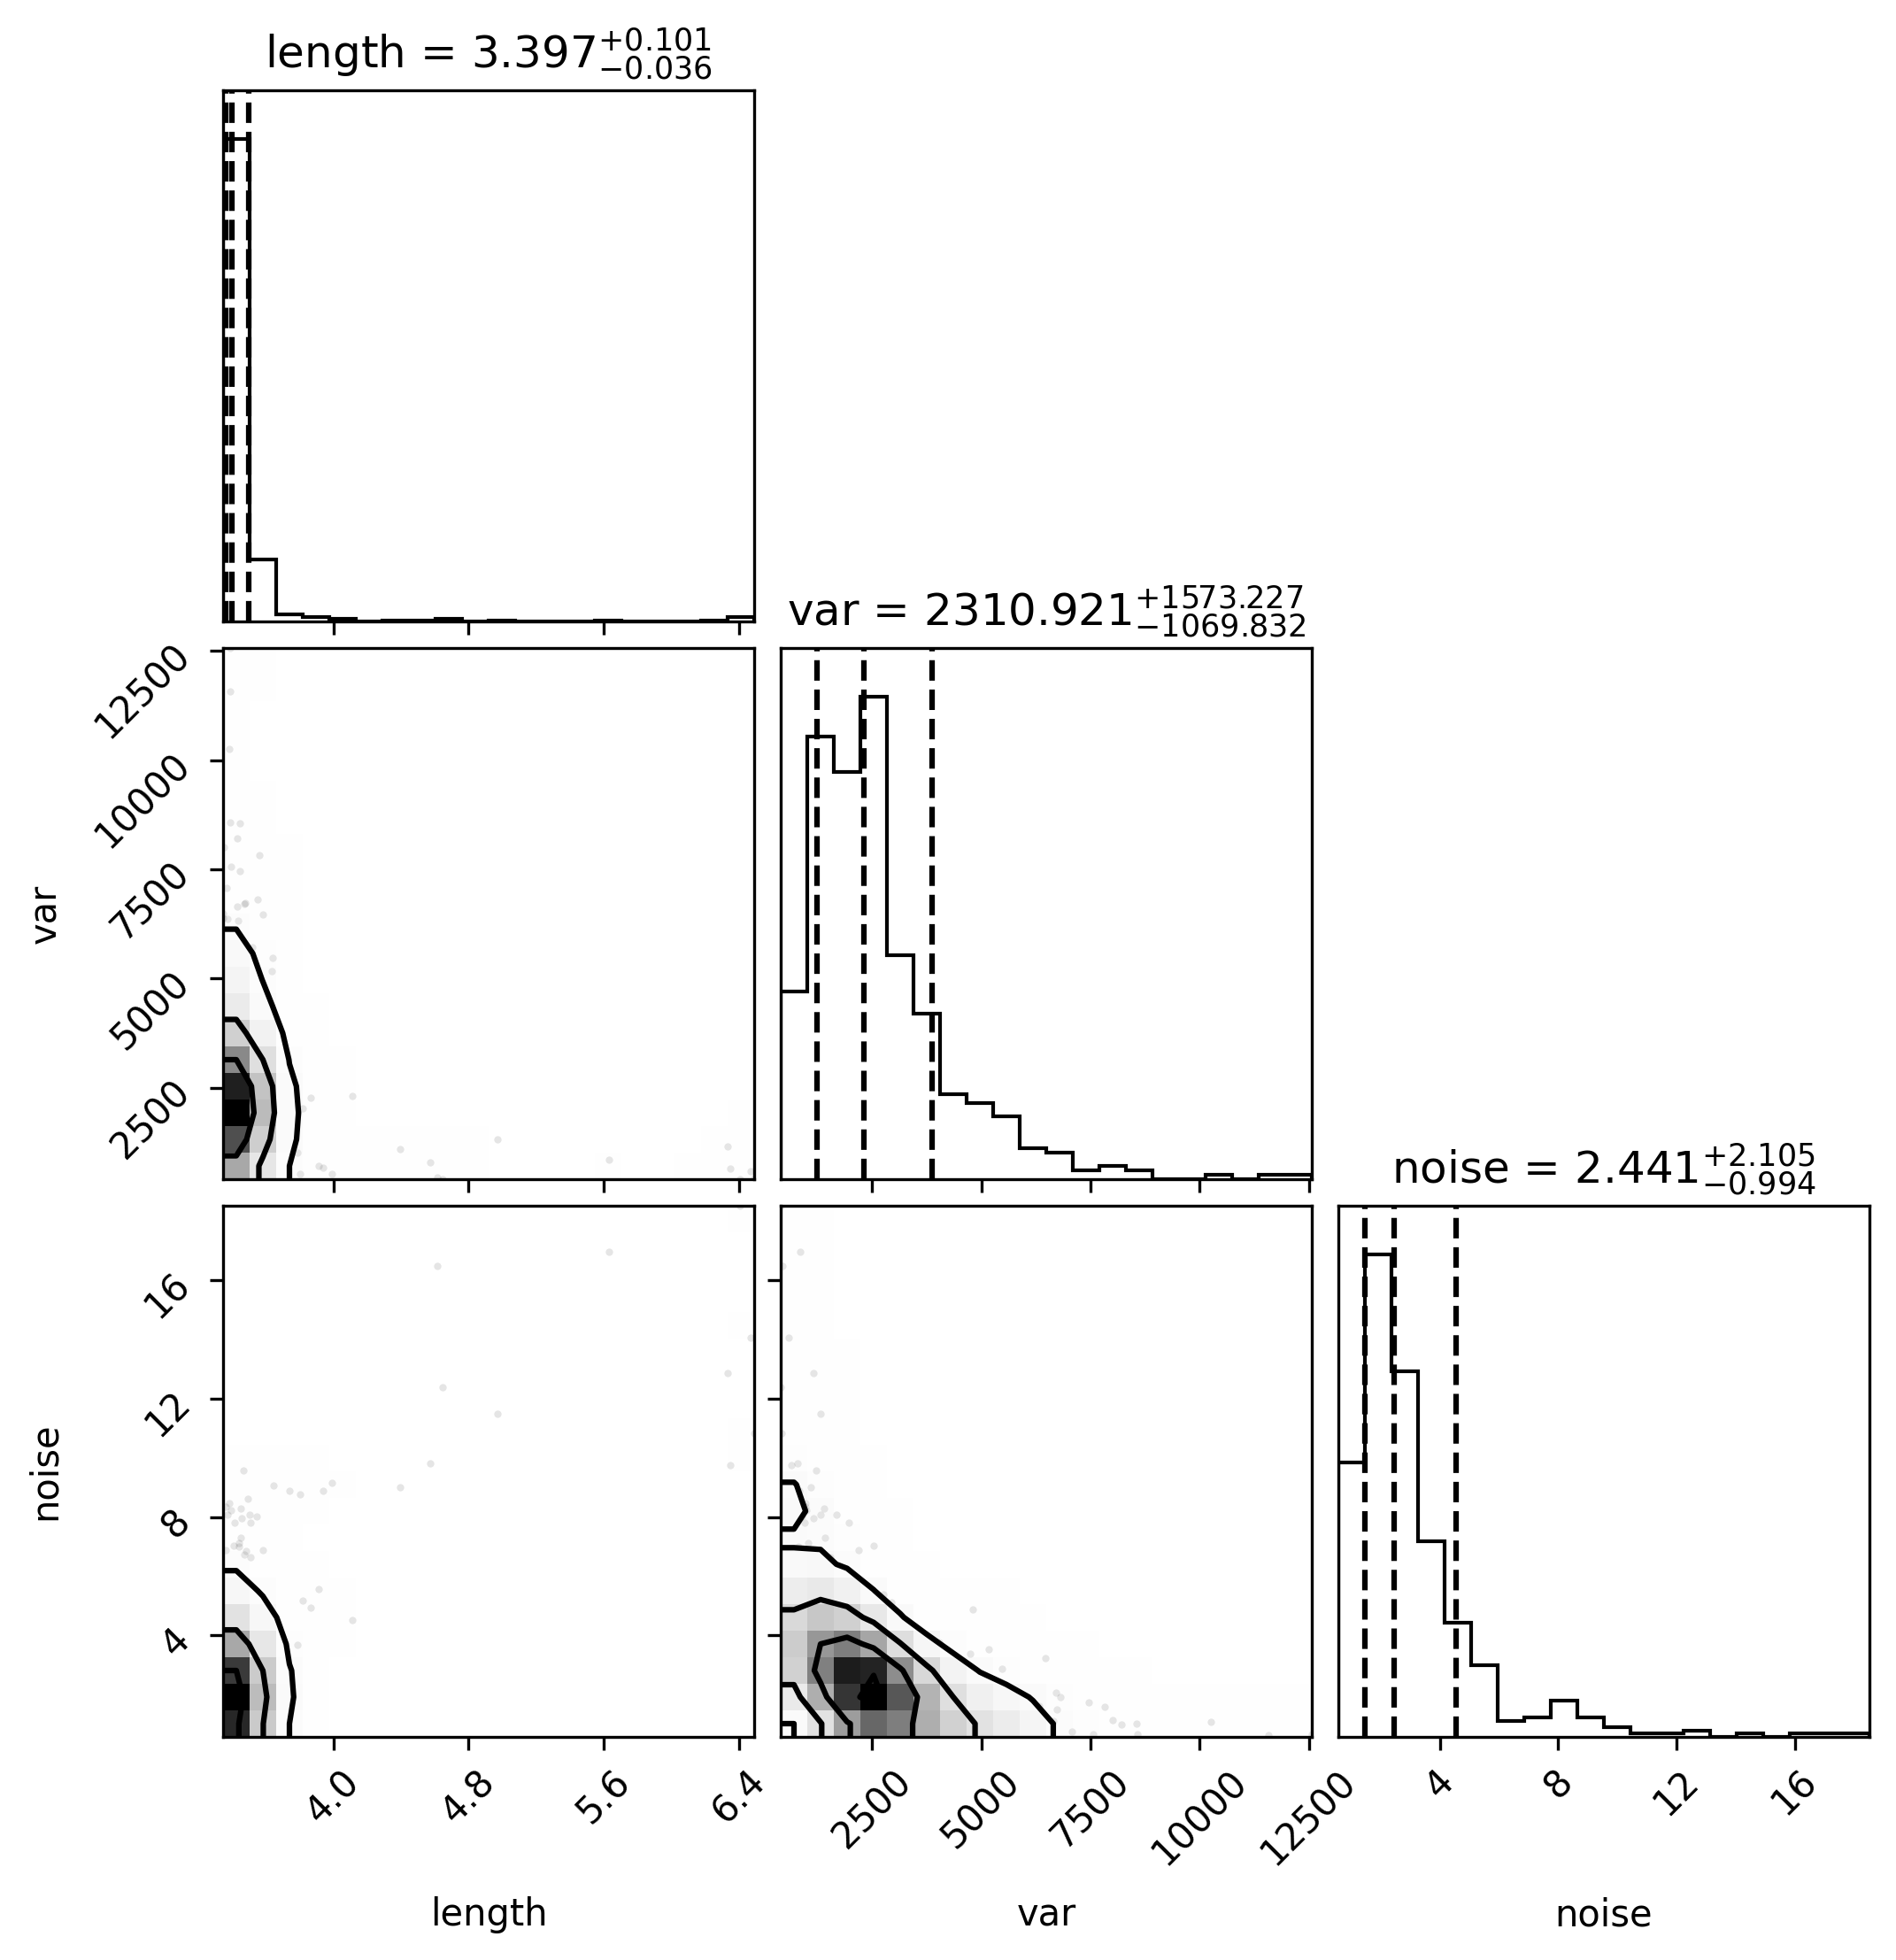 length = 3.397+0.101 −0.036
var = 2310.921+1573.227 −1069.832
12500
10000
7500
5000
2500
var
noise = 2.441+2.105 −0.994
16
12
8
4
noise
4.0 4.8 5.6 6.4 2500 5000 7500 10000 12500 4 8 12 16
length var noise